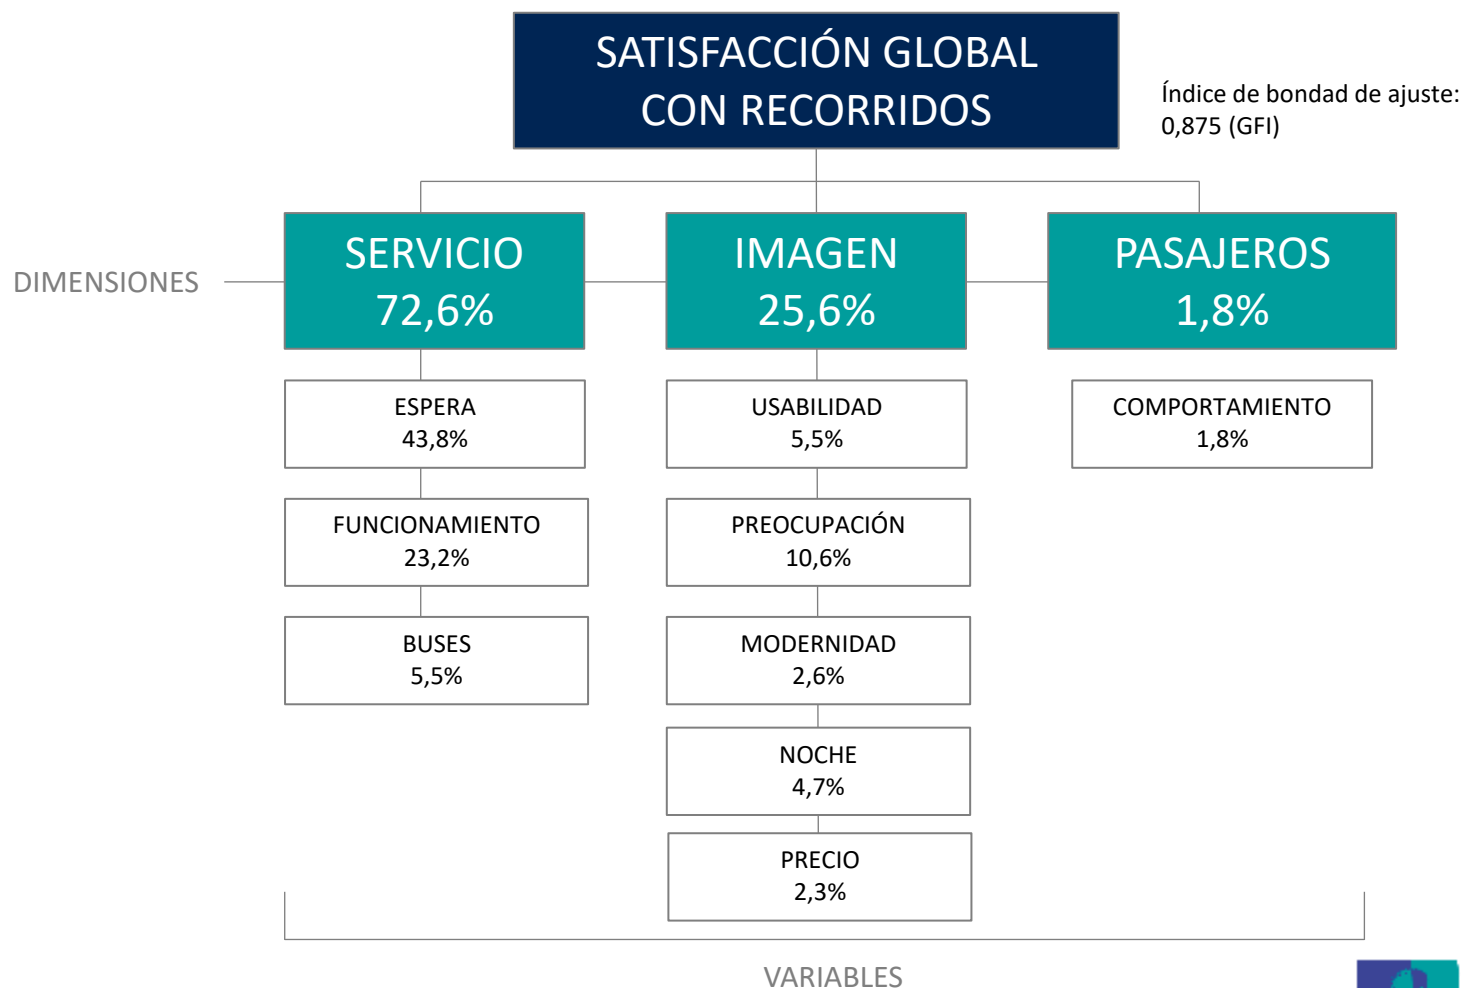 SATISFACCIÓN GLOBAL
CON RECORRIDOS
Índice de bondad de ajuste:
0,875 (GFI)
DIMENSIONES
SERVICIO
72,6%
IMAGEN
25,6%
PASAJEROS
1,8%
ESPERA
43,8%
USABILIDAD
5,5%
COMPORTAMIENTO
1,8%
FUNCIONAMIENTO
23,2%
PREOCUPACIÓN
10,6%
BUSES
5,5%
MODERNIDAD
2,6%
NOCHE
4,7%
PRECIO
2,3%
VARIABLES